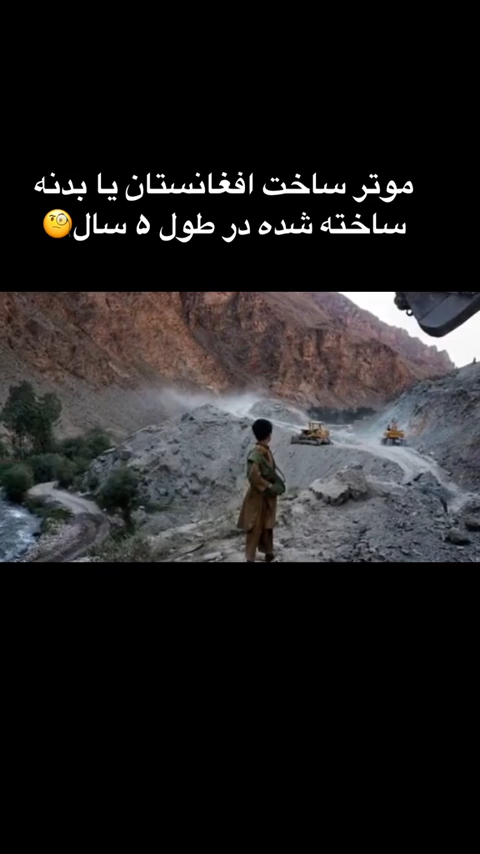 موتر ساخت افغانستان یا بدنه
ساخته شده در طول ۵ سال🧐